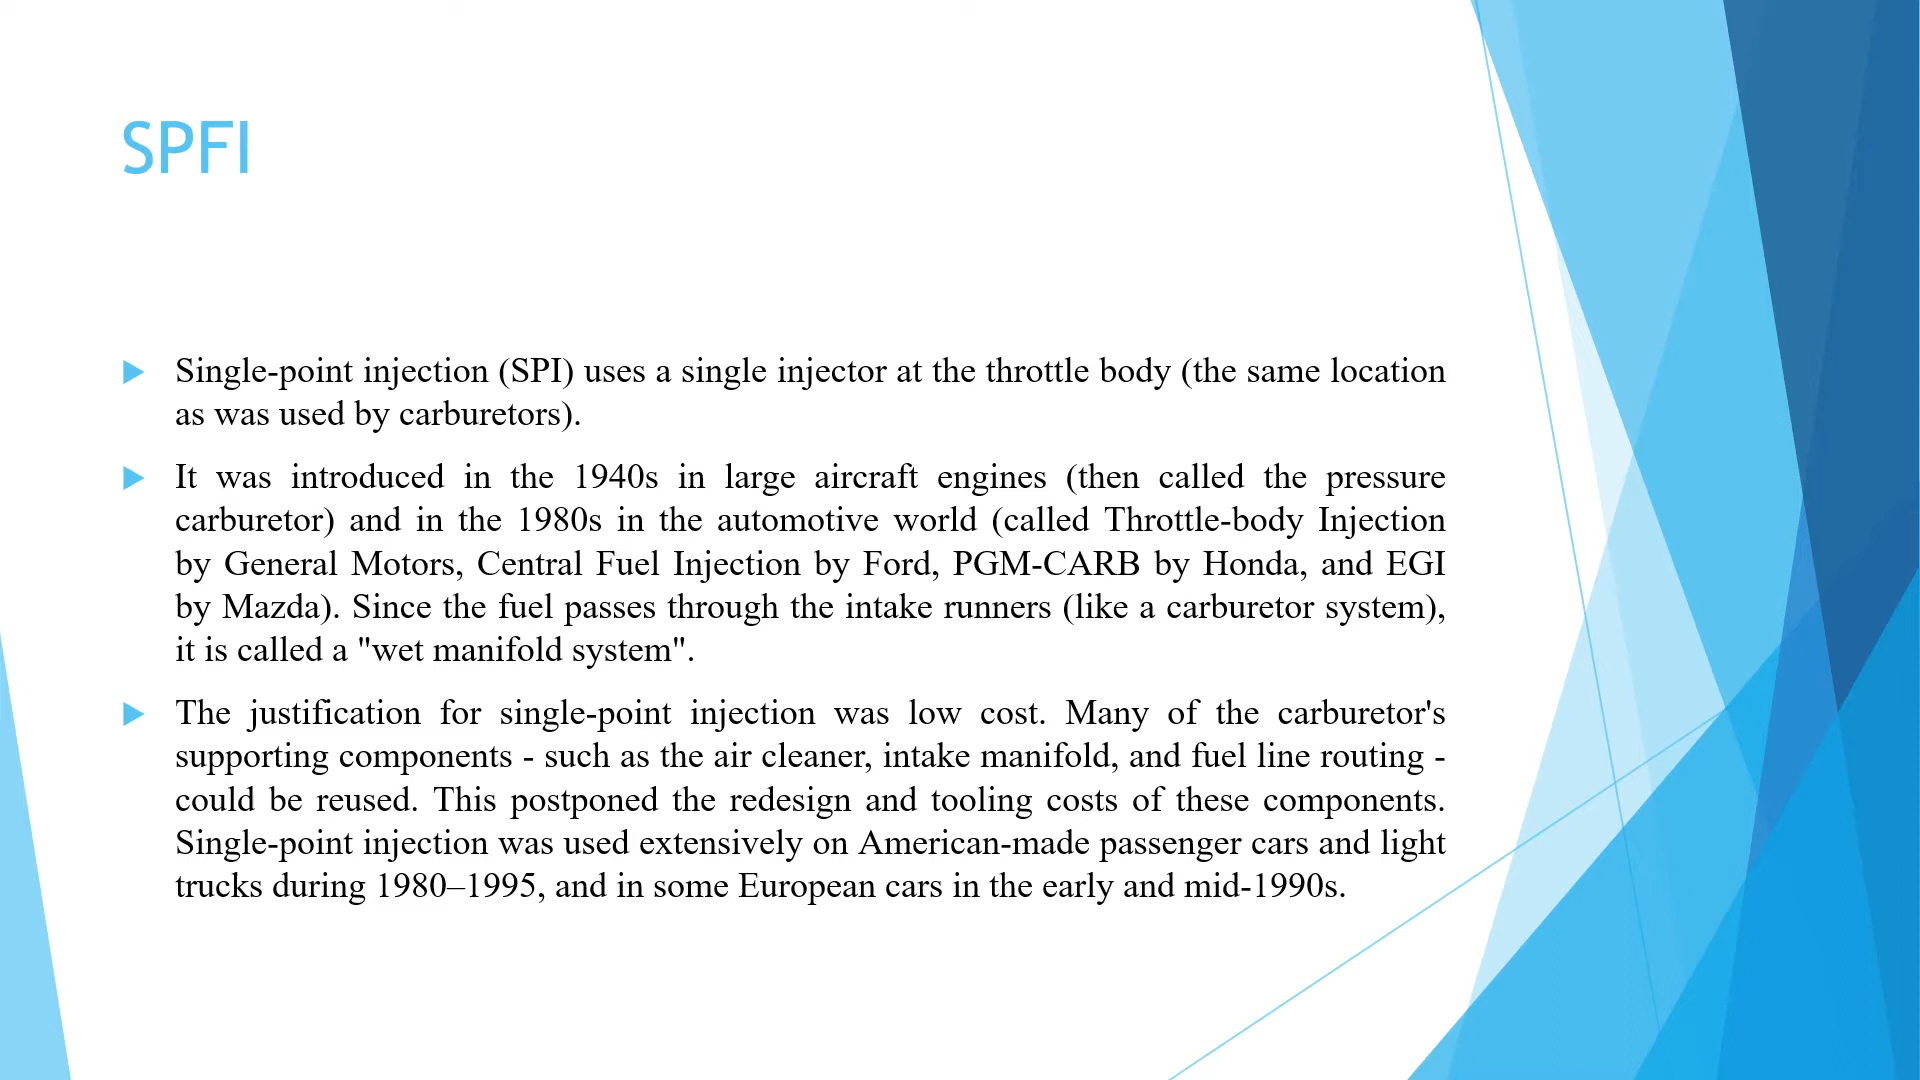 SPFI
Single-point injection (SPI) uses a single injector at the throttle body (the same location
as was used by carburetors).
It was introduced in the 1940s in large aircraft engines (then called the pressure
carburetor) and in the 1980s in the automotive world (called Throttle-body Injection
by General Motors, Central Fuel Injection by Ford, PGM-CARB by Honda, and EGI
by Mazda). Since the fuel passes through the intake runners (like a carburetor system),
it is called a "wet manifold system".
The justification for single-point injection was low cost. Many of the carburetor's
supporting components - such as the air cleaner, intake manifold, and fuel line routing -
could be reused. This postponed the redesign and tooling costs of these components.
Single-point injection was used extensively on American-made passenger cars and light
trucks during 1980–1995, and in some European cars in the early and mid-1990s.